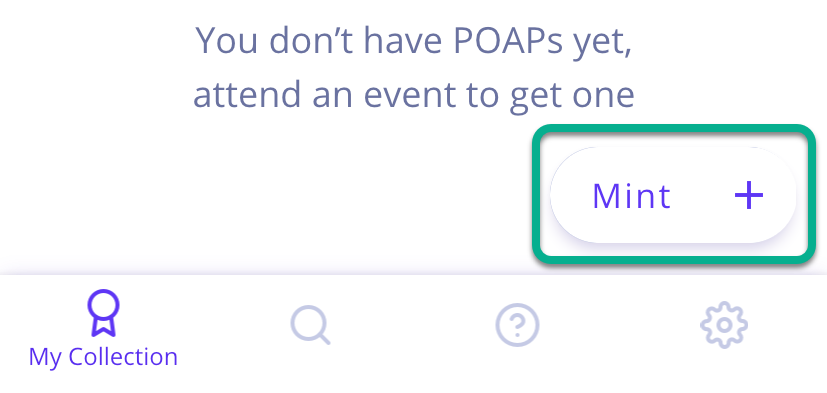 You don’t have POAPs yet,
attend an event to get one
Mint +
My Collection